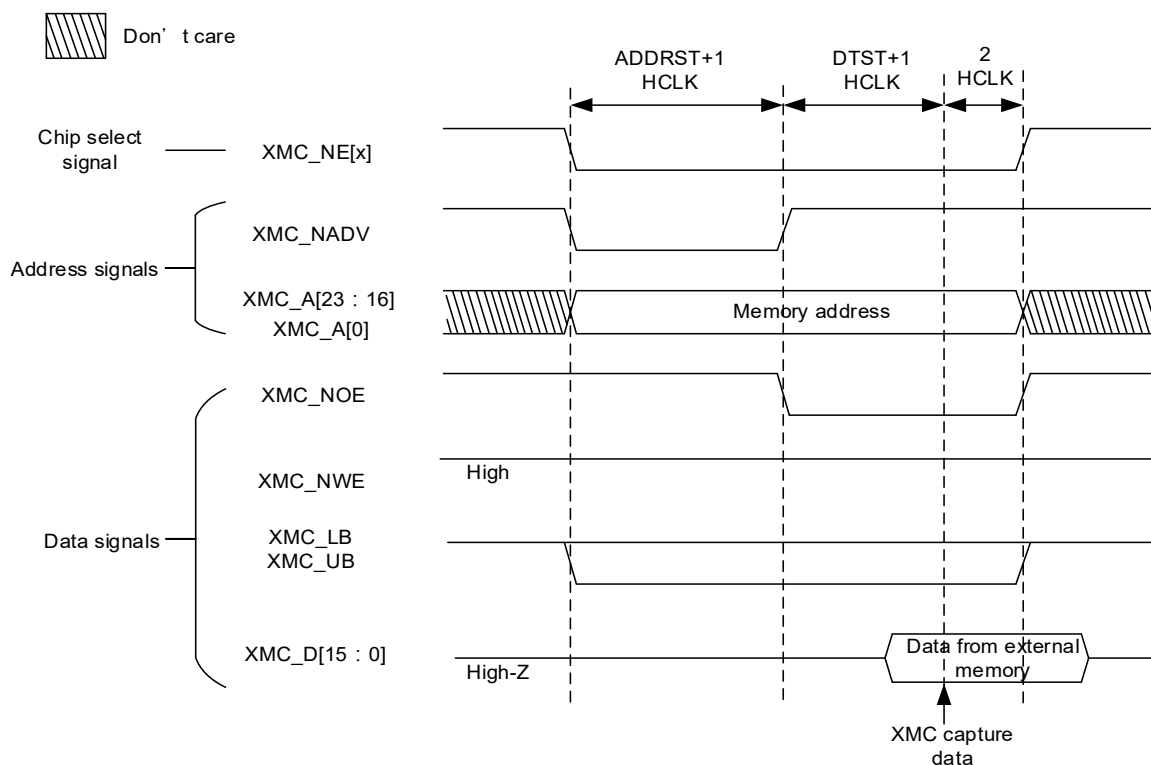 Don’ t care
ADDRST+1
HCLK
DTST+1
HCLK
2
HCLK
Chip select
signal
XMC_NE[x]
XMC_NADV
Address signals
XMC_A[23 : 16]
XMC_A[0]
Memory address
XMC_NOE
High
XMC_NWE
Data signals
XMC_LB
XMC_UB
XMC_D[15 : 0]
High-Z
Data from external
memory
XMC capture
data